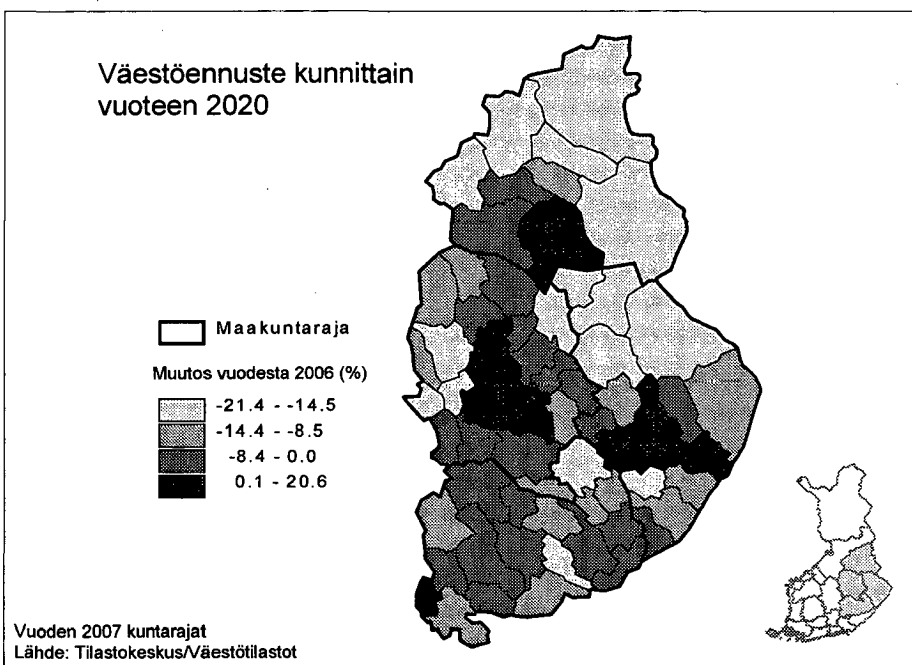 Väestöennuste kunnittain
vuoteen 2020
Maakuntaraja
Muutos vuodesta 2006 (%)
-21.4 - -14.5
-14.4 - -8.5
-8.4 - 0.0
0.1 - 20.6
Vuoden 2007 kuntarajat
Lähde: Tilastokeskus/Väestötilastot